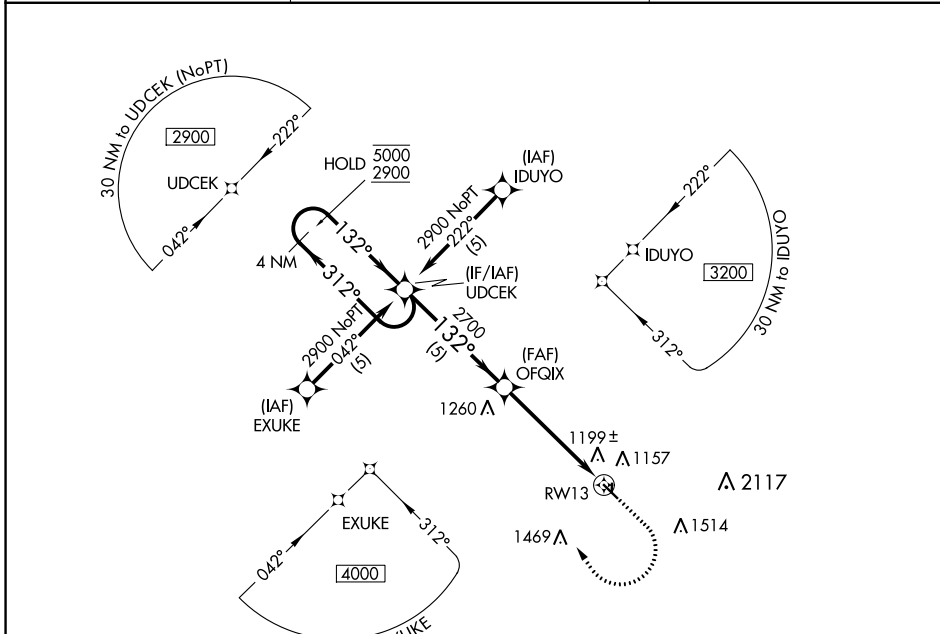 30 NM to UDCEK (NoPT)
2900
222°
UDCEK
042°
HOLD 5000
2900
4 NM
132°
312°
(IAF)
IDUYO
2900 NoPT
222°
(5)
(IF/IAF)
UDCEK
2900 NoPT
042°
(5)
(IAF)
EXUKE
2700
132°
(5)
(FAF)
OFQIX
222°
IDUYO
3200
312°
30 NM to IDUYO
1260
1199±
1157
RW13
2117
1514
1469
EXUKE
042°
312°
4000